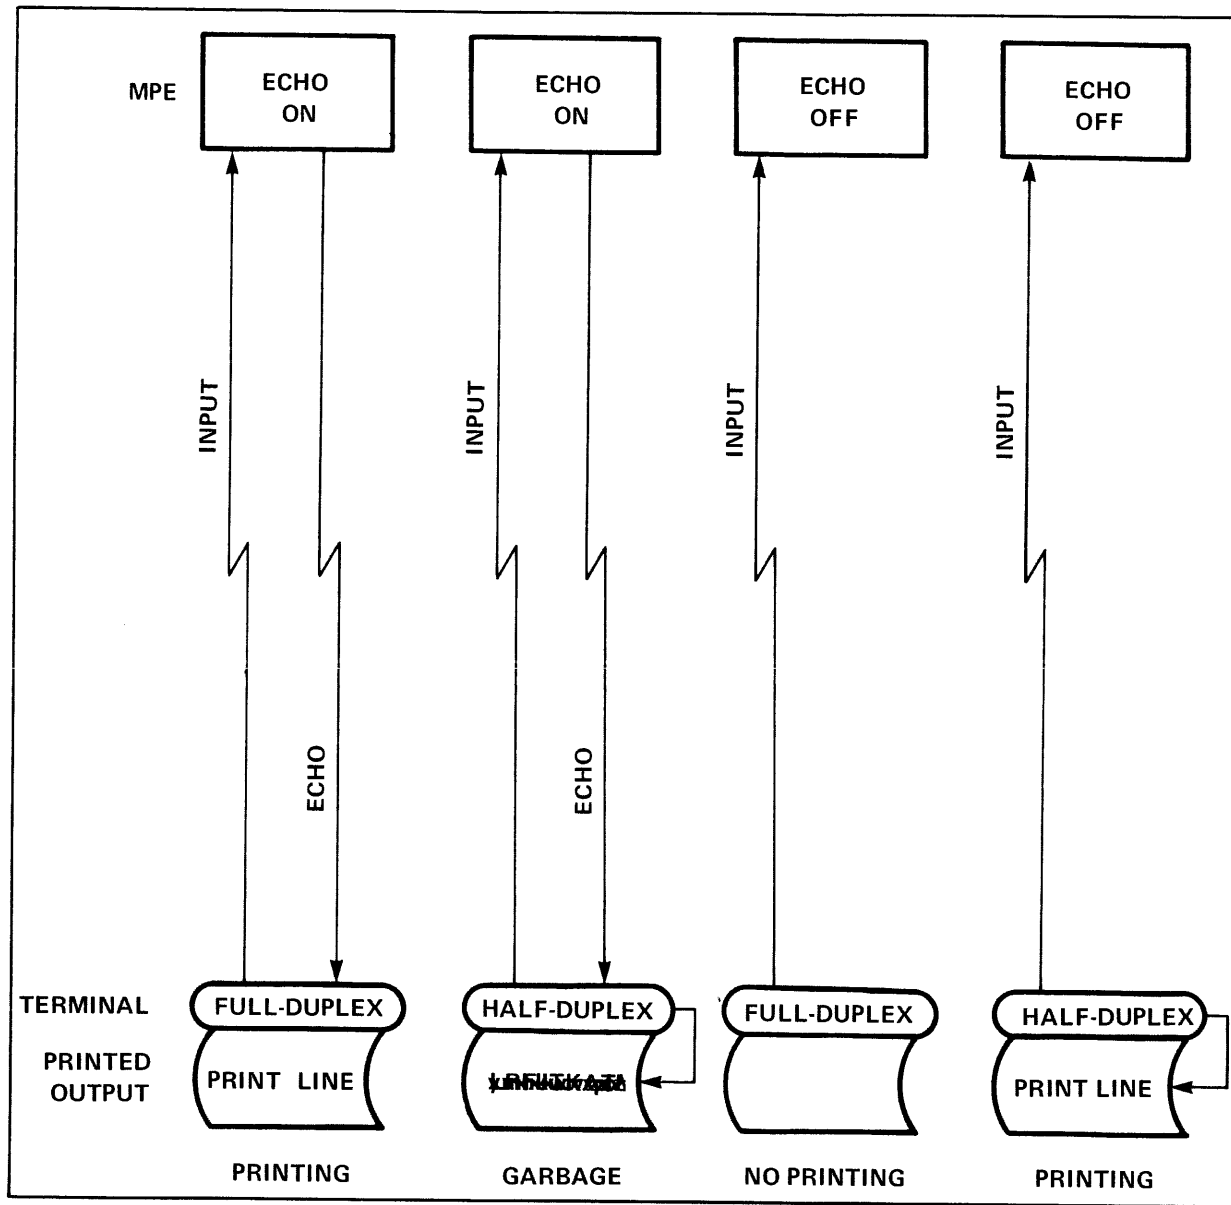 MPE
ECHO
ON
ECHO
ON
ECHO
OFF
ECHO
OFF
INPUT
INPUT
INPUT
INPUT
ECHO
ECHO
TERMINAL
FULL-DUPLEX
HALF-DUPLEX
FULL-DUPLEX
HALF-DUPLEX
PRINTED
OUTPUT
PRINT LINE
PRINT LINE
PRINTING
GARBAGE
NO PRINTING
PRINTING